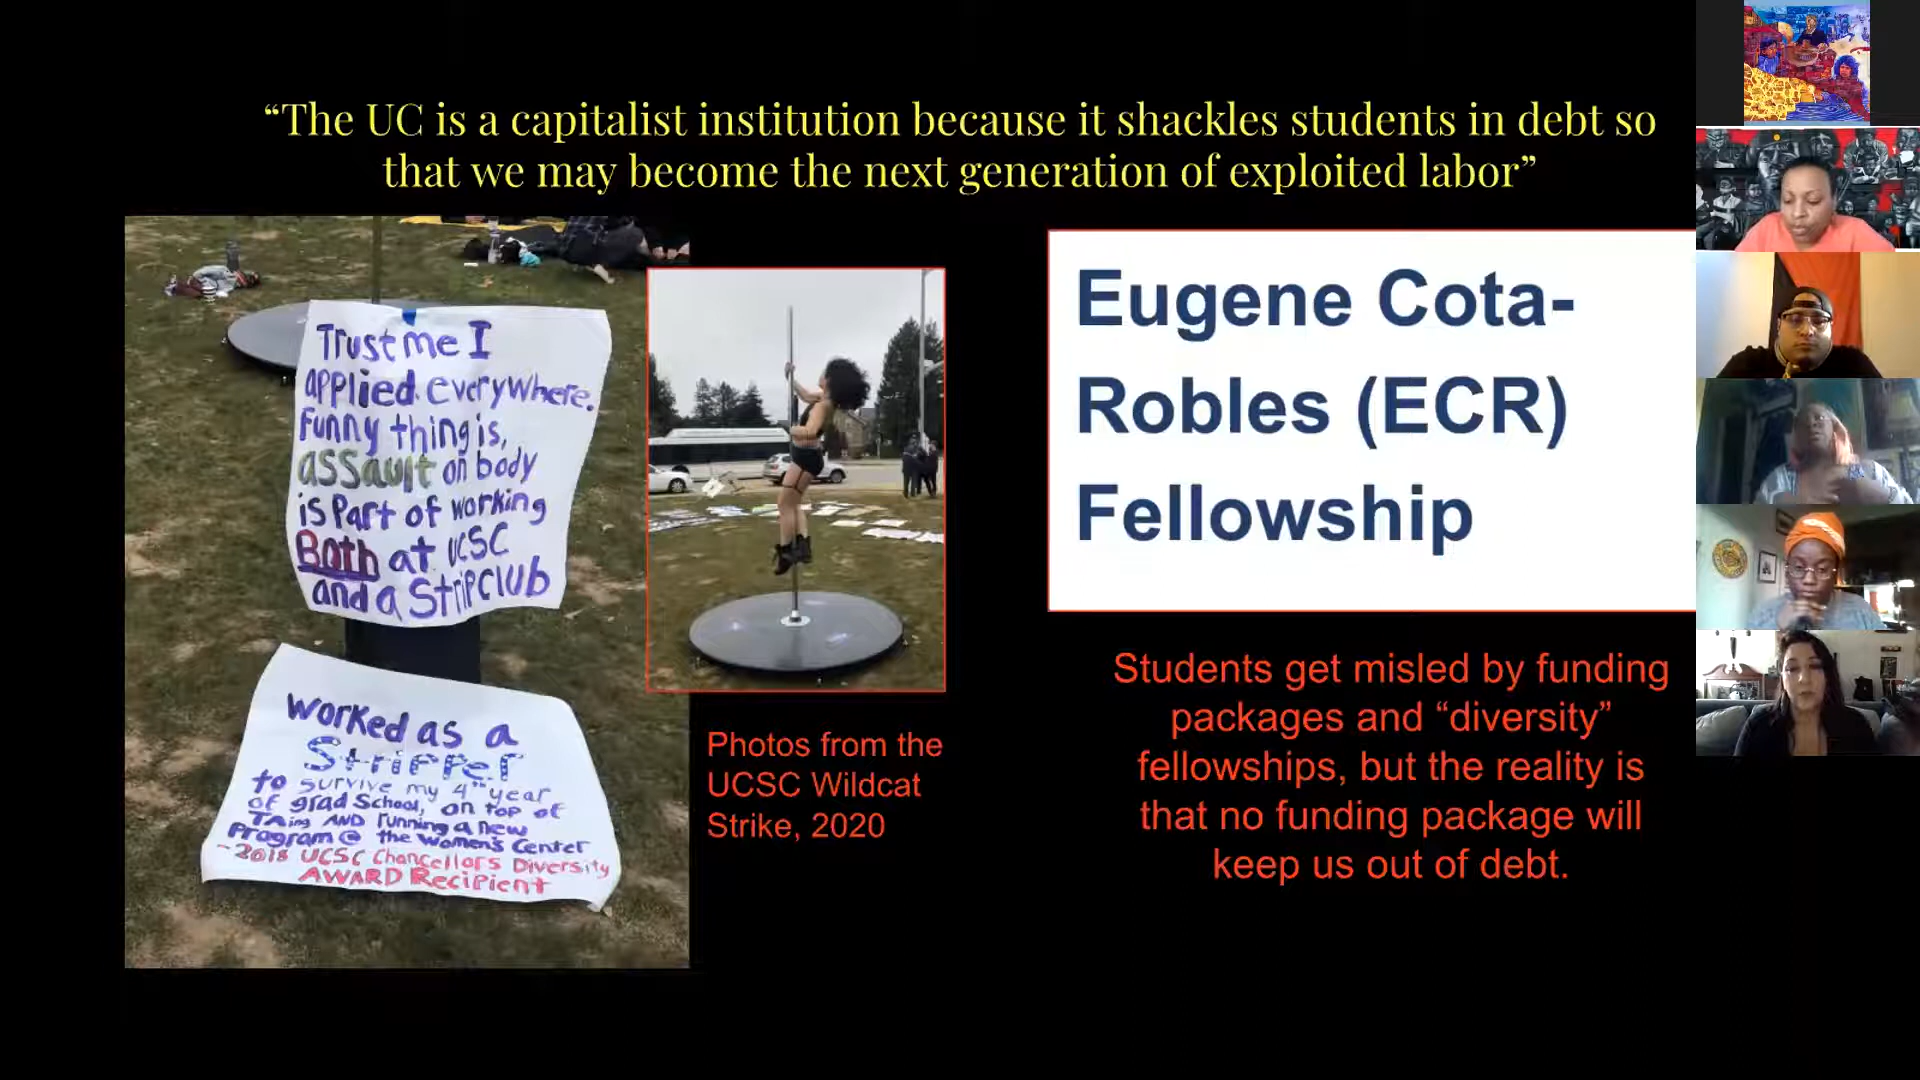 “The UC is a capitalist institution because it shackles students in debt so
that we may become the next generation of exploited labor”
Trust me I
applied everywhere.
Funny thing is,
assault on body
is part of working
Both at UCSC
and a Stripclub
worked as a
Stripper
to survive my 4th year
of grad School, on top of
TAing AND running a new
Program @ the women's Center
~2018 UCSC Chancellors Diversity
AWARD Recipient
Photos from the
UCSC Wildcat
Strike, 2020
Eugene Cota-
Robles (ECR)
Fellowship
Students get misled by funding
packages and “diversity”
fellowships, but the reality is
that no funding package will
keep us out of debt.